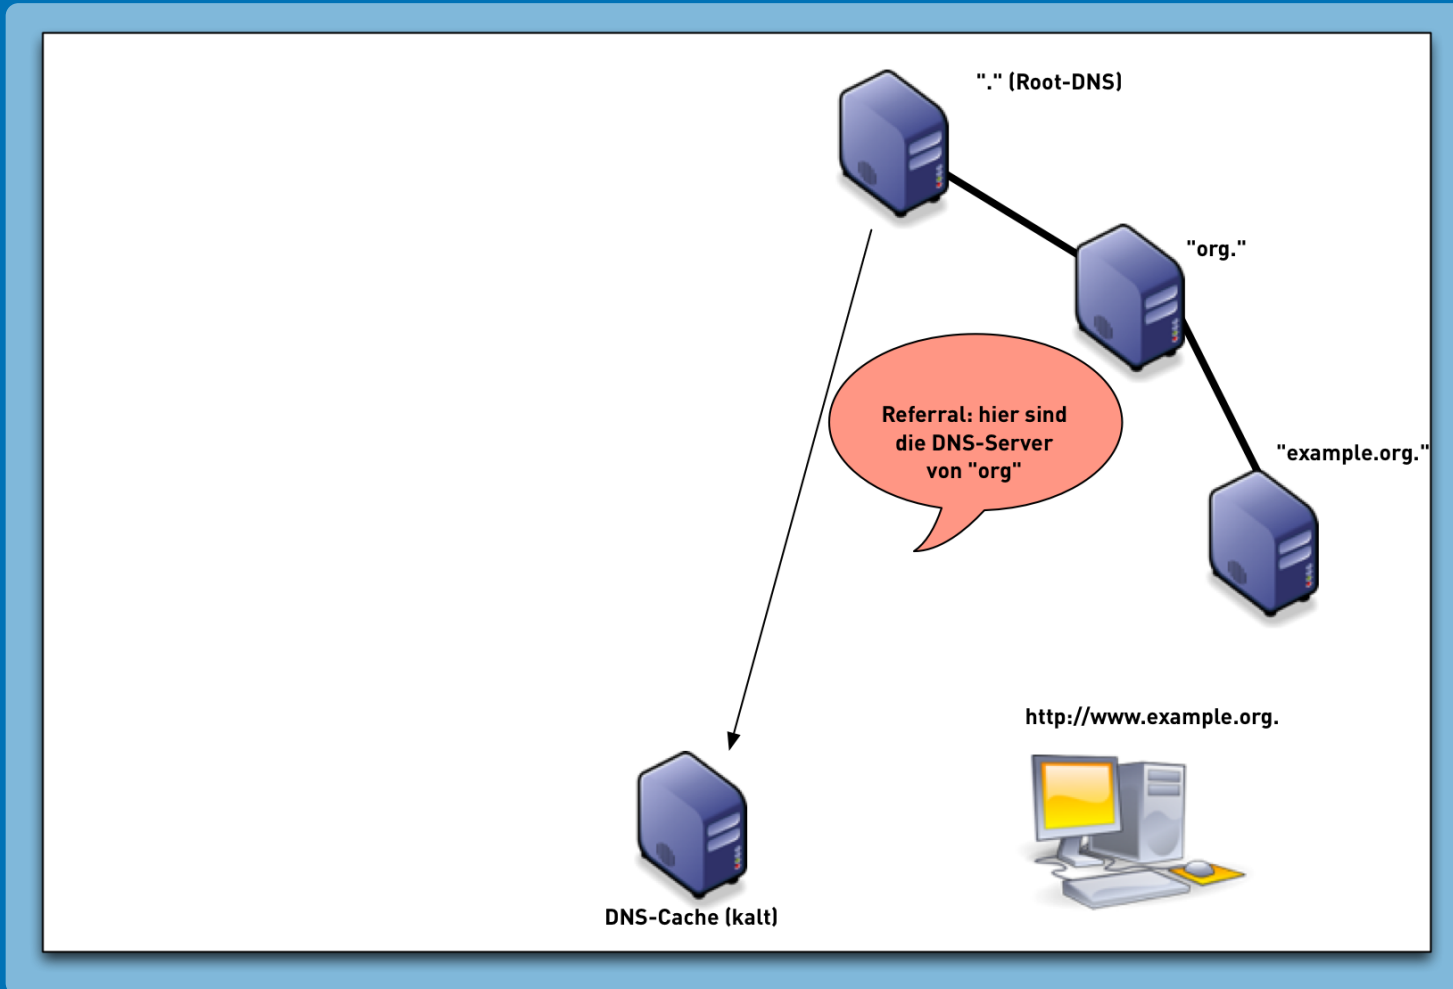 "." (Root-DNS)
"org."
Referral: hier sind
die DNS-Server
von "org"
"example.org."
http://www.example.org.
DNS-Cache (kalt)